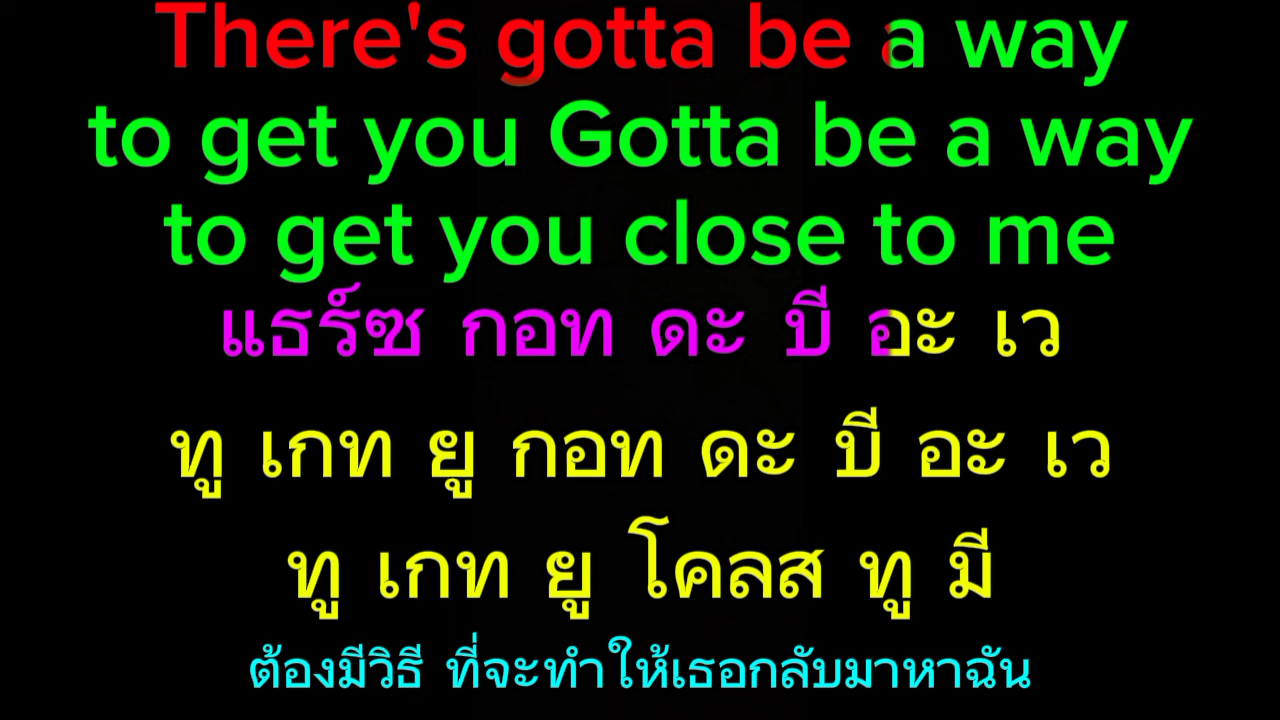 There's gotta be a way
to get you Gotta be a way
to get you close to me
แธร์ซ กอท ดะ บี อะ เว
ทู เกท ยู กอท ดะ บี อะ เว
ทู เกท ยู โคลส ทู มี
ต้องมีวิธี ที่จะทำให้เธอกลับมาหาฉัน